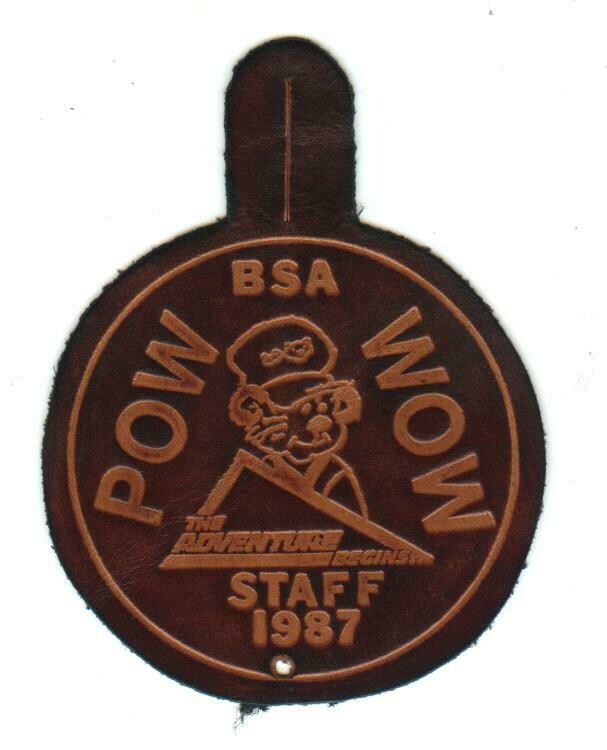 BSA
POW WOW
THE
ADVENTURE
BEGINS...
STAFF
1987